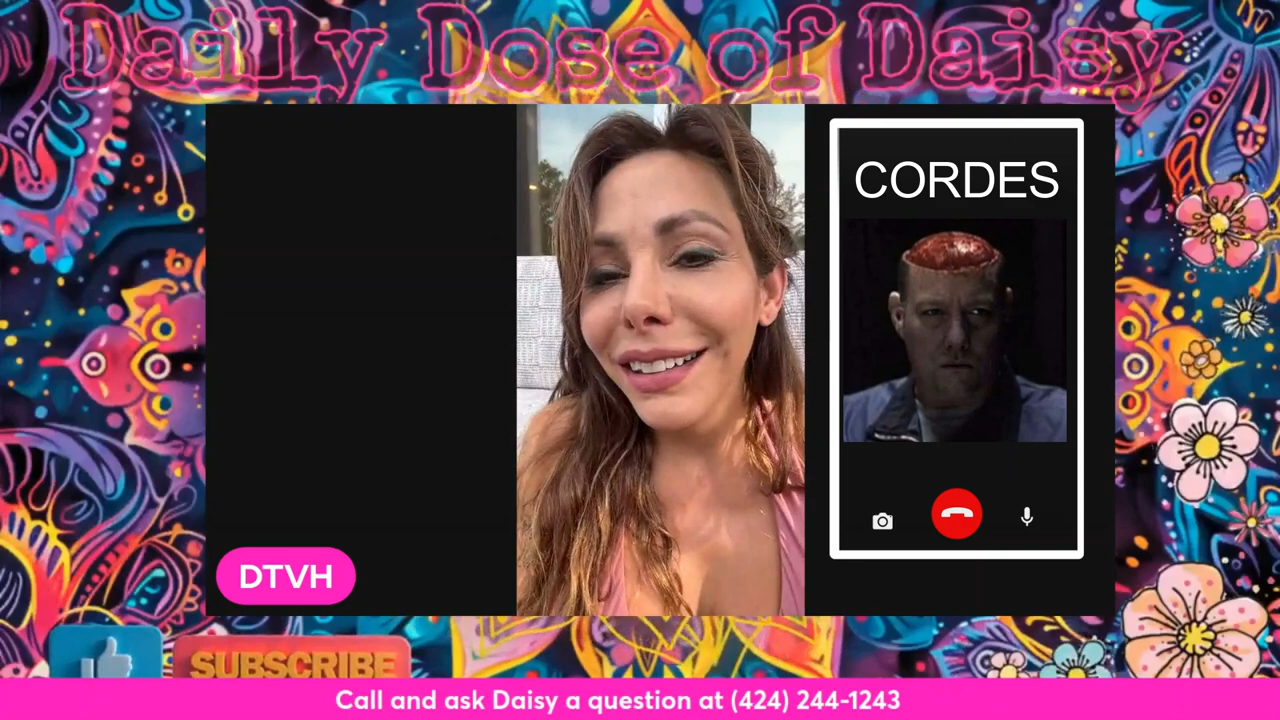 Daily Dose of Daisy
CORDES
DTVH
SUBSCRIBE
Call and ask Daisy a question at (424) 244-1243